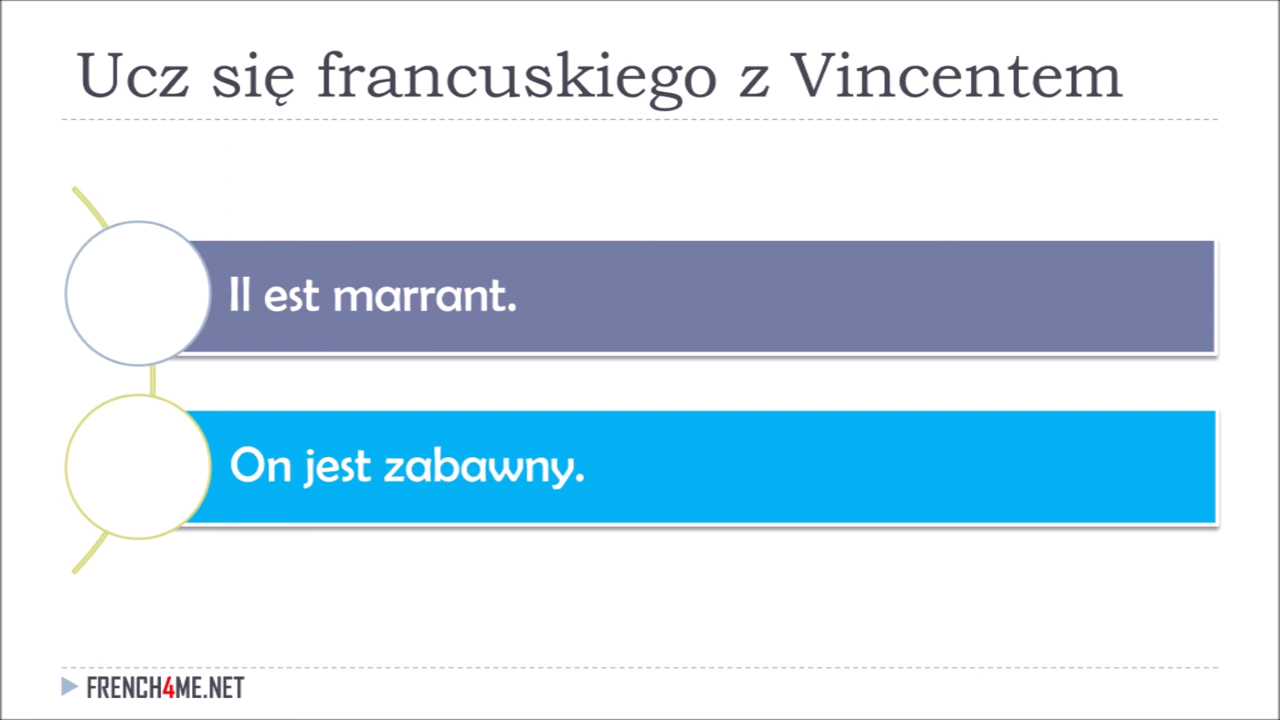 Ucz się francuskiego z Vincentem
Il est marrant.
On jest zabawny.
FRENCH4ME.NET